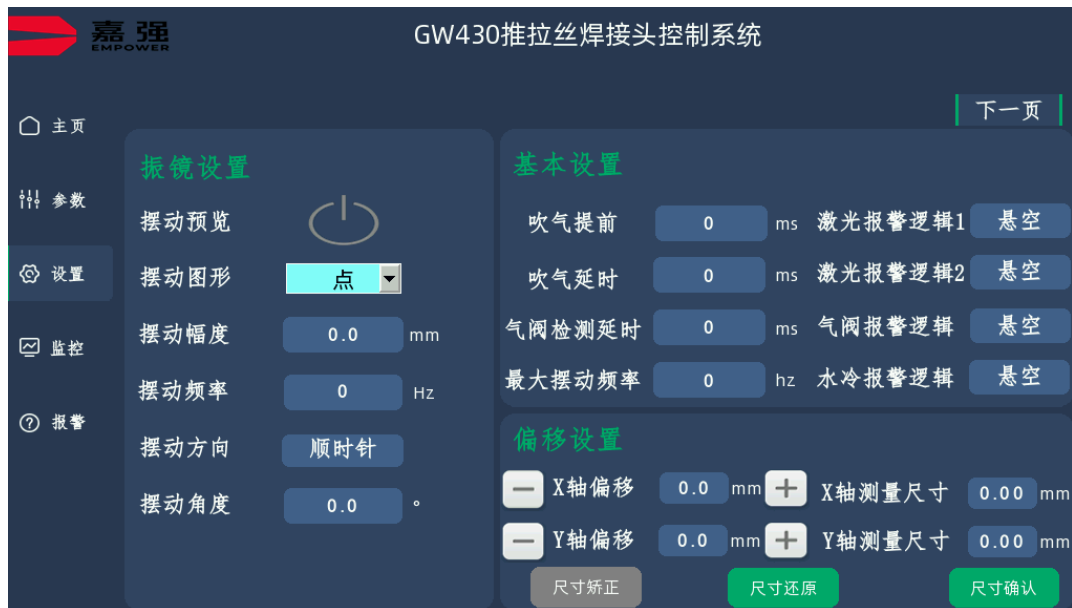 嘉强
EMPOWER
GW430推拉丝焊接头控制系统
下一页
主页
参数
设置
监控
报警
振镜设置
摆动预览
摆动图形 点
摆动幅度 0.0 mm
摆动频率 0 Hz
摆动方向 顺时针
摆动角度 0.0 °
基本设置
吹气提前 0 ms 激光报警逻辑1 悬空
吹气延时 0 ms 激光报警逻辑2 悬空
气阀检测延时 0 ms 气阀报警逻辑 悬空
最大摆动频率 0 hz 水冷报警逻辑 悬空
偏移设置
X轴偏移 0.0 mm X轴测量尺寸 0.00 mm
Y轴偏移 0.0 mm Y轴测量尺寸 0.00 mm
尺寸矫正 尺寸还原 尺寸确认